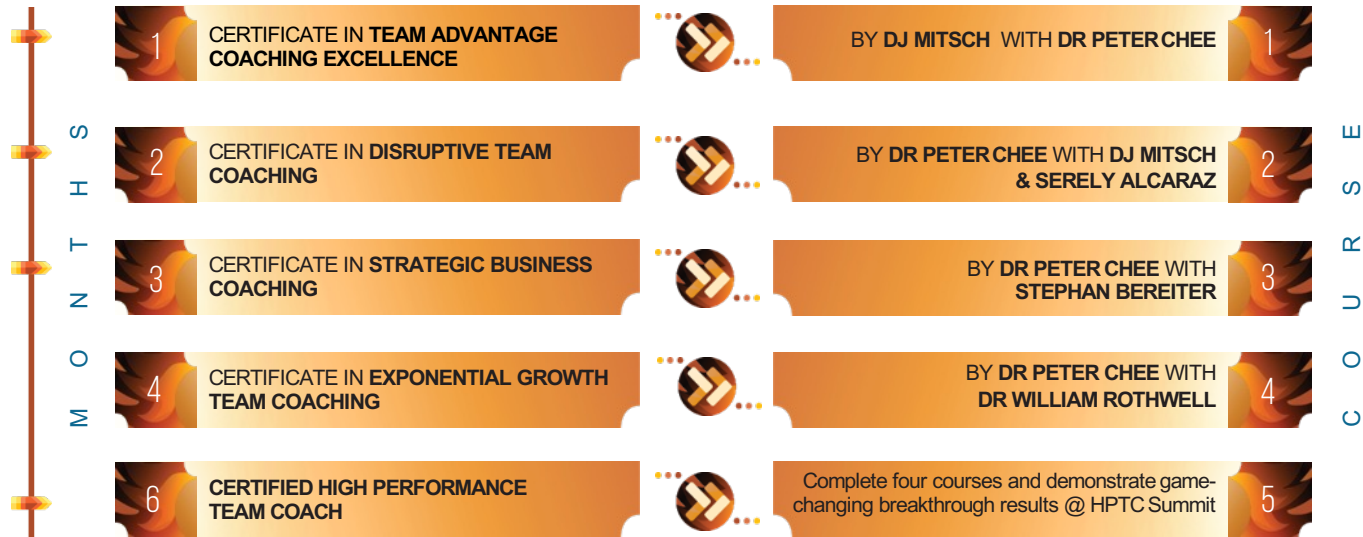 MONTHS
1
CERTIFICATE IN TEAM ADVANTAGE
COACHING EXCELLENCE
BY DJ MITSCH WITH DR PETER CHEE
1
2
CERTIFICATE IN DISRUPTIVE TEAM
COACHING
BY DR PETER CHEE WITH DJ MITSCH
& SERELY ALCARAZ
2
3
CERTIFICATE IN STRATEGIC BUSINESS
COACHING
BY DR PETER CHEE WITH
STEPHAN BEREITER
3
4
CERTIFICATE IN EXPONENTIAL GROWTH
TEAM COACHING
BY DR PETER CHEE WITH
DR WILLIAM ROTHWELL
4
6
CERTIFIED HIGH PERFORMANCE
TEAM COACH
Complete four courses and demonstrate game-
changing breakthrough results @ HPTC Summit
5
COURSE